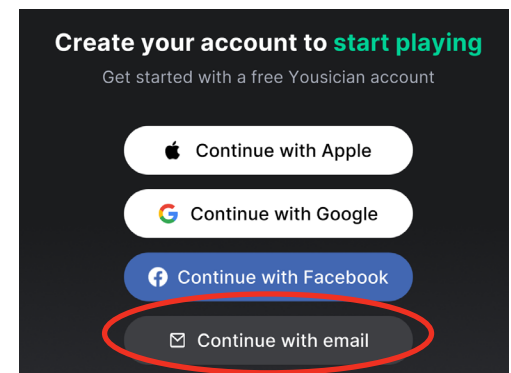 Create your account to start playing
Get started with a free Yousician account
Continue with Apple
Continue with Google
Continue with Facebook
Continue with email